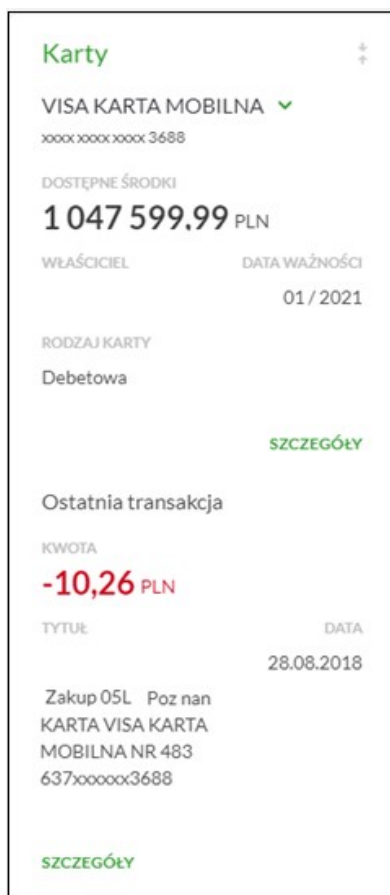 Karty
VISA KARTA MOBILNA
xxxx xxxx xxxx 3688
DOSTĘPNE ŚRODKI
1 047 599,99 PLN
WŁAŚCICIEL DATA WAŻNOŚCI
01 / 2021
RODZAJ KARTY
Debetowa
SZCZEGÓŁY
Ostatnia transakcja
KWOTA
-10,26 PLN
TYTUŁ DATA
28.08.2018
Zakup 05L Poz nan
KARTA VISA KARTA
MOBILNA NR 483
637xxxxxx3688
SZCZEGÓŁY